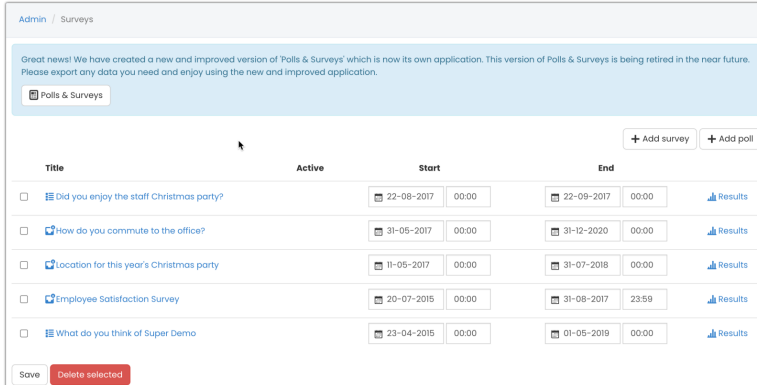 Admin / Surveys
Great news! We have created a new and improved version of 'Polls & Surveys' which is now its own application. This version of Polls & Surveys is being retired in the near future.
Please export any data you need and enjoy using the new and improved application.
Polls & Surveys
+ Add survey + Add poll
Title Active Start End
Did you enjoy the staff Christmas party? 22-08-2017 00:00 22-09-2017 00:00 Results
How do you commute to the office? 31-05-2017 00:00 31-12-2020 00:00 Results
Location for this year's Christmas party 11-05-2017 00:00 31-07-2018 00:00 Results
Employee Satisfaction Survey 20-07-2015 00:00 31-08-2017 23:59 Results
What do you think of Super Demo 23-04-2015 00:00 01-05-2019 00:00 Results
Save Delete selected